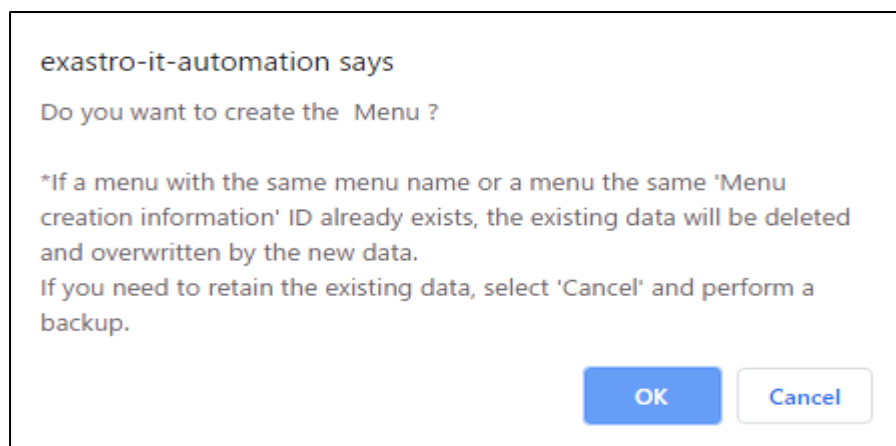 exastro-it-automation says
Do you want to create the  Menu ?
*If a menu with the same menu name or a menu the same 'Menu
creation information' ID already exists, the existing data will be deleted
and overwritten by the new data.
If you need to retain the existing data, select 'Cancel' and perform a
backup.
OK
Cancel